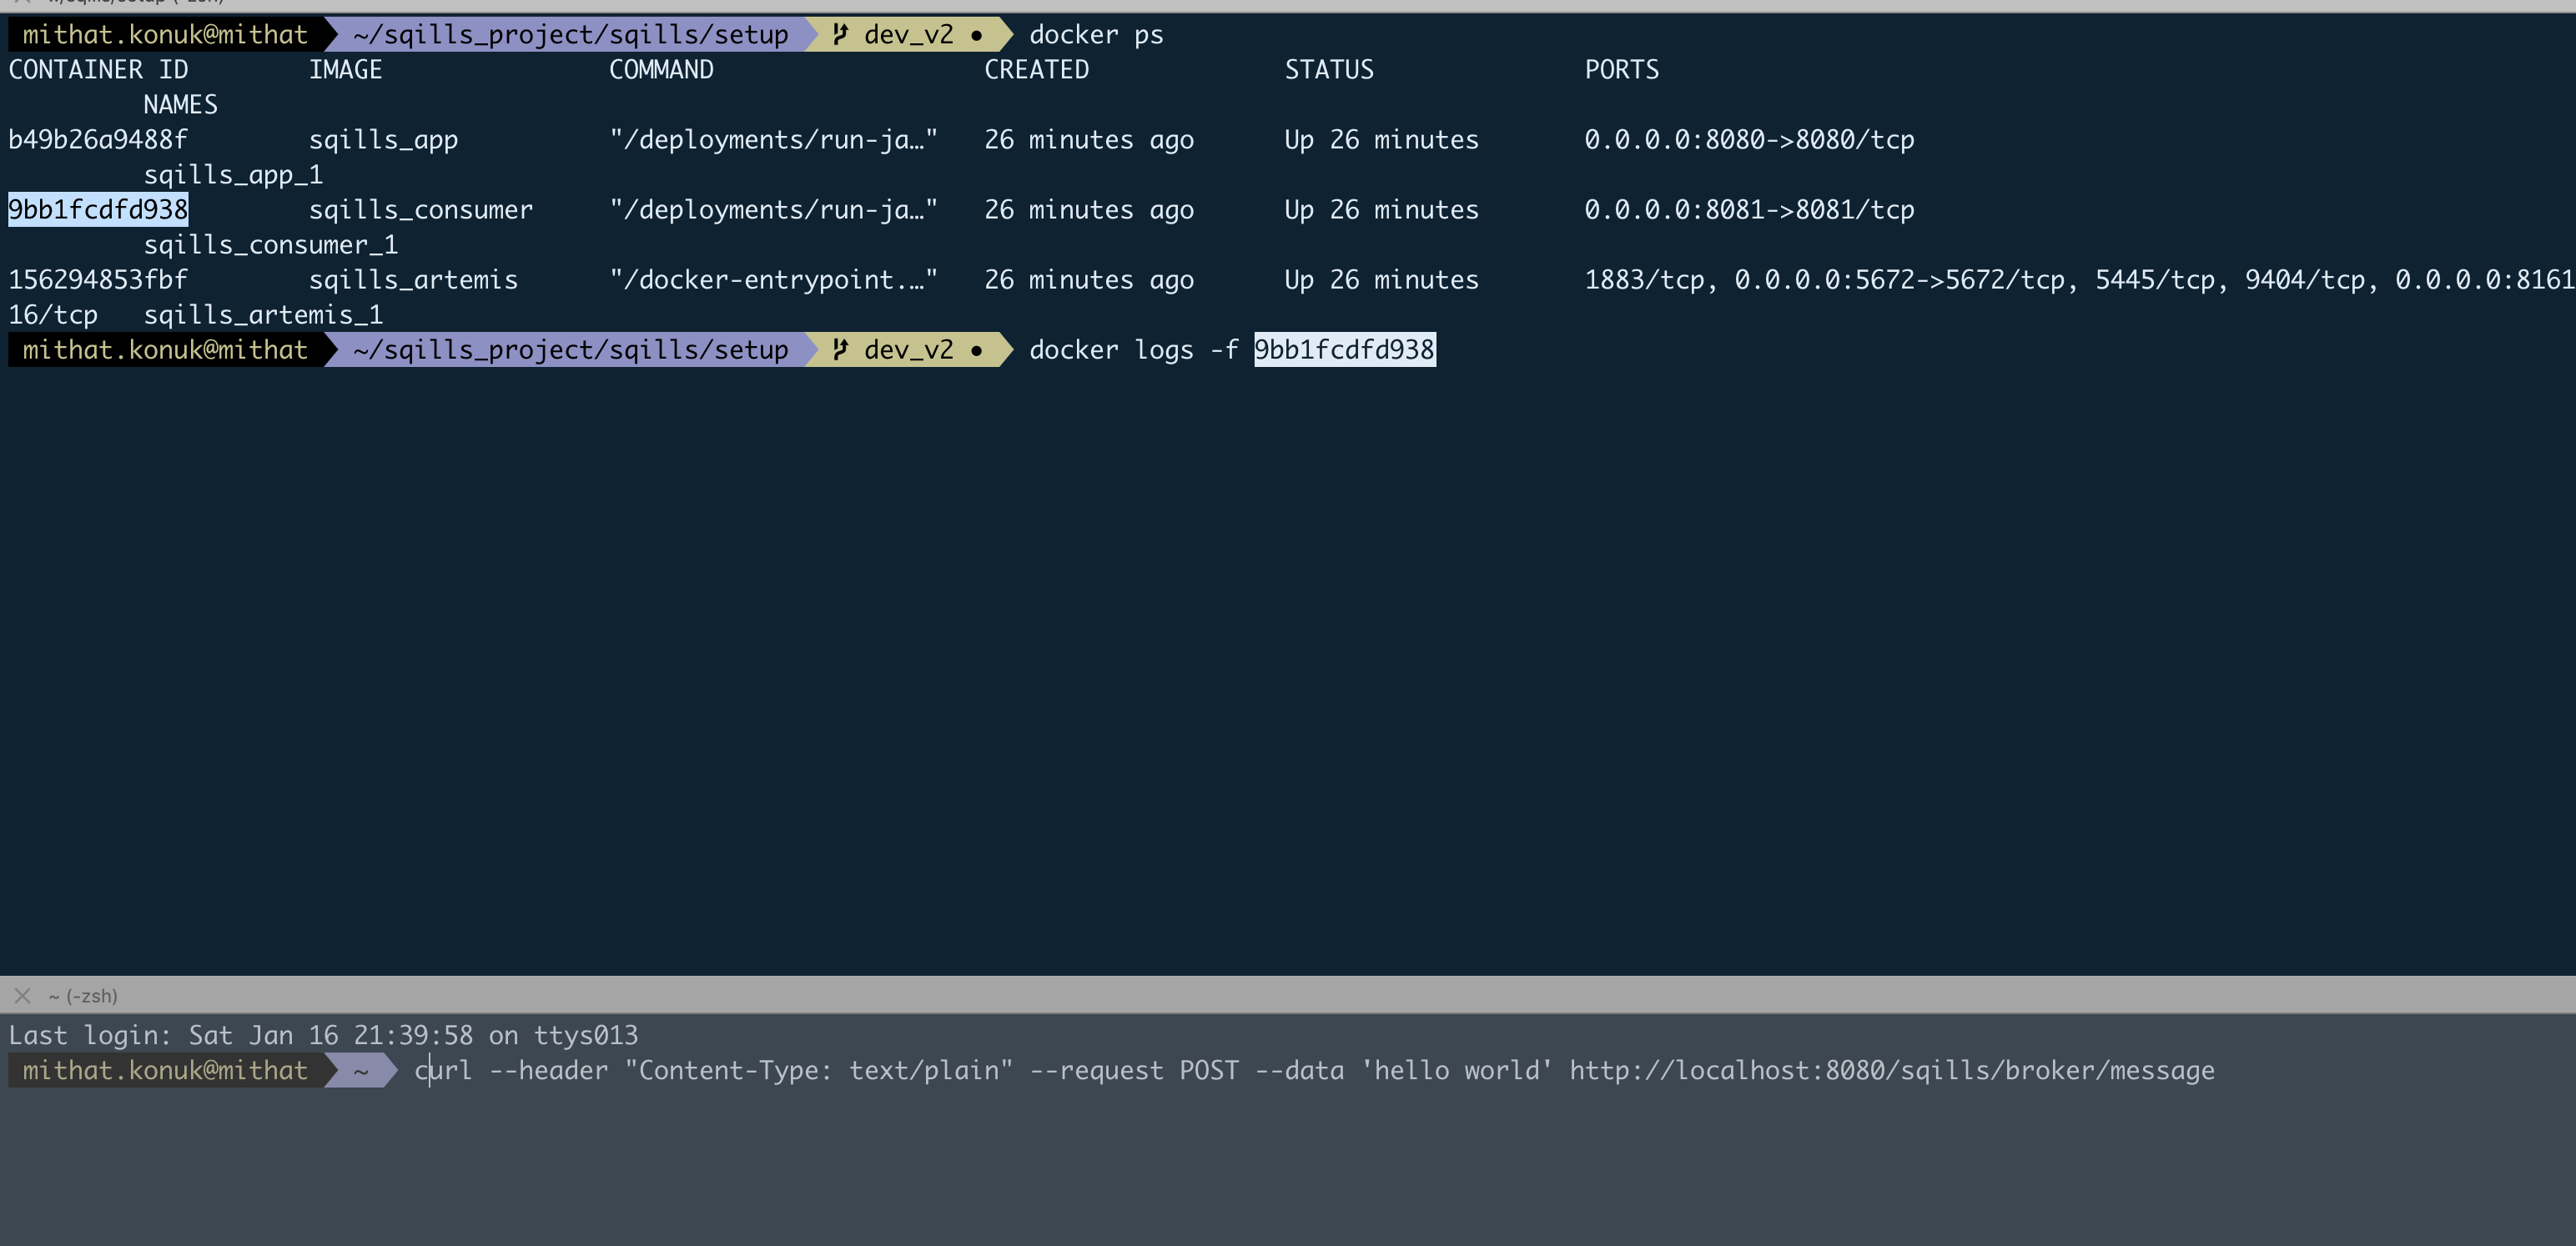 mithat.konuk@mithat ~/sqills_project/sqills/setup dev_v2 ● docker ps
CONTAINER ID IMAGE COMMAND CREATED STATUS PORTS
NAMES
b49b26a9488f sqills_app "/deployments/run-ja…" 26 minutes ago Up 26 minutes 0.0.0.0:8080->8080/tcp
sqills_app_1
9bb1fcdfd938 sqills_consumer "/deployments/run-ja…" 26 minutes ago Up 26 minutes 0.0.0.0:8081->8081/tcp
sqills_consumer_1
156294853fbf sqills_artemis "/docker-entrypoint.…" 26 minutes ago Up 26 minutes 1883/tcp, 0.0.0.0:5672->5672/tcp, 5445/tcp, 9404/tcp, 0.0.0.0:8161
16/tcp sqills_artemis_1
mithat.konuk@mithat ~/sqills_project/sqills/setup dev_v2 ● docker logs -f 9bb1fcdfd938
~ (-zsh)
Last login: Sat Jan 16 21:39:58 on ttys013
mithat.konuk@mithat ~ curl --header "Content-Type: text/plain" --request POST --data 'hello world' http://localhost:8080/sqills/broker/message